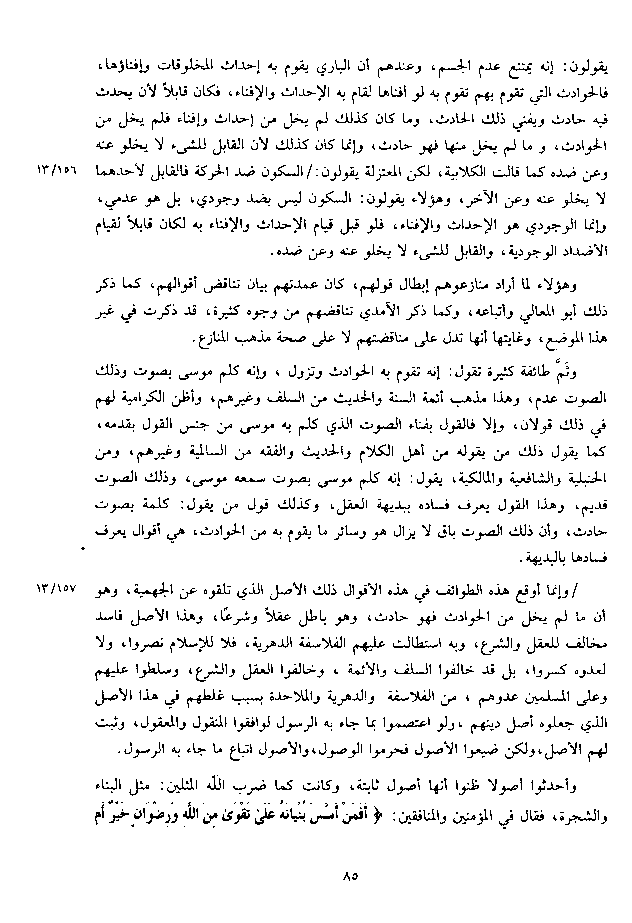 يقولون: إنه يمتنع عدم الجسم، وعندهم أن الباري يقوم به إحداث المخلوقات وإفناؤها،
فالحوادث التي تقوم بهم تقوم به لو أفناها لقام به الإحداث والإفناء، فكان قابلاً لأن يحدث
فيه حادث ويفني ذلك الحادث، وما كان كذلك لم يخل من إحداث وإفناء فلم يخل من
الحوادث، و ما لم يخل منها فهو حادث، وإنما كان كذلك لأن القابل للشيء لا يخلو عنه
١٣/١٥٦ وعن ضده كما قالت الكلابية، لكن المعتزلة يقولون:/ السكون ضد الحركة فالقابل لأحدهما
لا يخلو عنه وعن الآخر، وهؤلاء يقولون: السكون ليس بضد وجودي، بل هو عدمي،
وإنما الوجودي هو الإحداث والإفناء، فلو قبل قيام الإحداث والإفناء به لكان قابلاً لقيام
الأضداد الوجودية، والقابل للشيء لا يخلو عنه وعن ضده.
وهؤلاء لما أراد منازعوهم إبطال قولهم، كان عمدتهم بيان تناقض أقوالهم، كما ذكر
ذلك أبو المعالي وأتباعه، وكما ذكر الأمدي تناقضهم من وجوه كثيرة، قد ذكرت في غير
هذا الموضع، وغايتها أنها تدل على مناقضتهم لا على صحة مذهب المنازع.
وثَمَّ طائفة كثيرة تقول: إنه تقوم به الحوادث وتزول ، وإنه كلم موسى بصوت وذلك
الصوت عدم، وهذا مذهب أئمة السنة والحديث من السلف وغيرهم، وأظن الكرامية لهم
في ذلك قولان، وإلا فالقول بفناء الصوت الذي كلم به موسى من جنس القول بقدمه،
كما يقول ذلك من يقوله من أهل الكلام والحديث والفقه من السالمية وغيرهم، ومن
الحنبلية والشافعية والمالكية، يقول: إنه كلم موسى بصوت سمعه موسى، وذلك الصوت
قديم، وهذا القول يعرف فساده ببديهة العقل، وكذلك قول من يقول: كلمة بصوت
حادث، وأن ذلك الصوت باق لا يزال هو وسائر ما يقوم به من الحوادث، هي أقوال يعرف
فسادها بالبديهة.
١٣/١٥٧ / وإنما أوقع هذه الطوائف في هذه الأقوال ذلك الأصل الذي تلقوه عن الجهمية، وهو
أن ما لم يخل من الحوادث فهو حادث، وهو باطل عقلاً وشرعًا، وهذا الأصل فاسد
مخالف للعقل والشرع، وبه استطالت عليهم الفلاسفة الدهرية، فلا للإسلام نصروا، ولا
لعدوه كسروا، بل قد خالفوا السلف والأئمة ، وخالفوا العقل والشرع، وسلطوا عليهم
وعلى المسلمين عدوهم ، من الفلاسفة والدهرية والملاحدة بسبب غلطهم في هذا الأصل
الذي جعلوه أصل دينهم ،ولو اعتصموا بما جاء به الرسول لوافقوا المنقول والمعقول، وثبت
لهم الأصل،ولكن ضيعوا الأصول فحرموا الوصول،والأصول اتباع ما جاء به الرسول.
وأحدثوا أصولا ظنوا أنها أصول ثابتة، وكانت كما ضرب الله المثلين: مثل البناء
والشجرة، فقال في المؤمنين والمنافقين: ﴿ أَفَمَنْ أَسَّسَ بُنْيَانَهُ عَلَىٰ تَقْوَىٰ مِنَ اللَّهِ وَرِضْوَانٍ خَيْرٌ أَم
٨٥